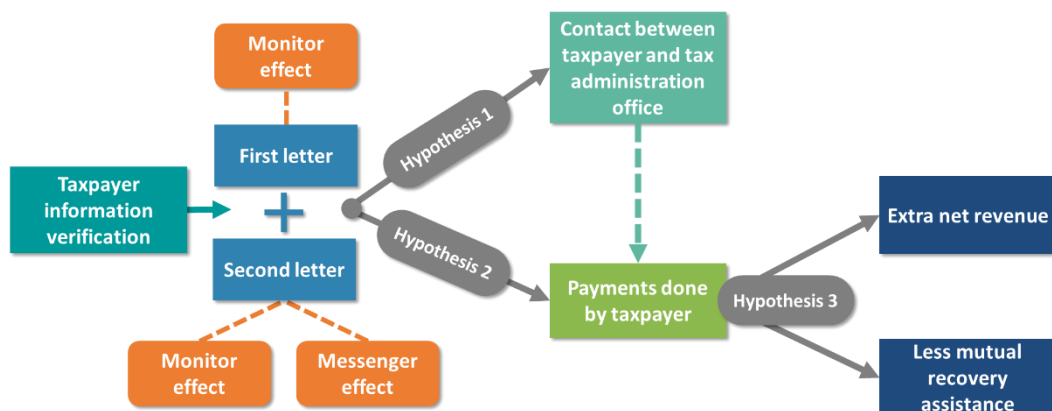 Monitor
effect
First letter
+
Second letter
Taxpayer
information
verification
Monitor
effect
Messenger
effect
Hypothesis 1
Hypothesis 2
Contact between
taxpayer and tax
administration
office
Payments done
by taxpayer
Hypothesis 3
Extra net revenue
Less mutual
recovery
assistance